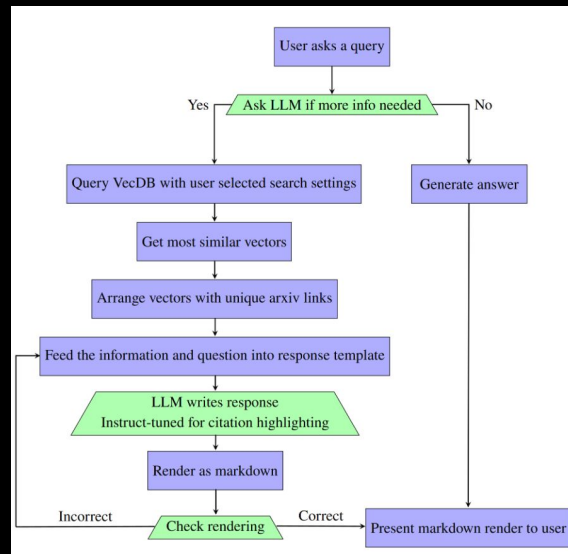 User asks a query
Ask LLM if more info needed
Yes
No
Query VecDB with user selected search settings
Generate answer
Get most similar vectors
Arrange vectors with unique arxiv links
Feed the information and question into response template
LLM writes response
Instruct-tuned for citation highlighting
Render as markdown
Incorrect
Check rendering
Correct
Present markdown render to user